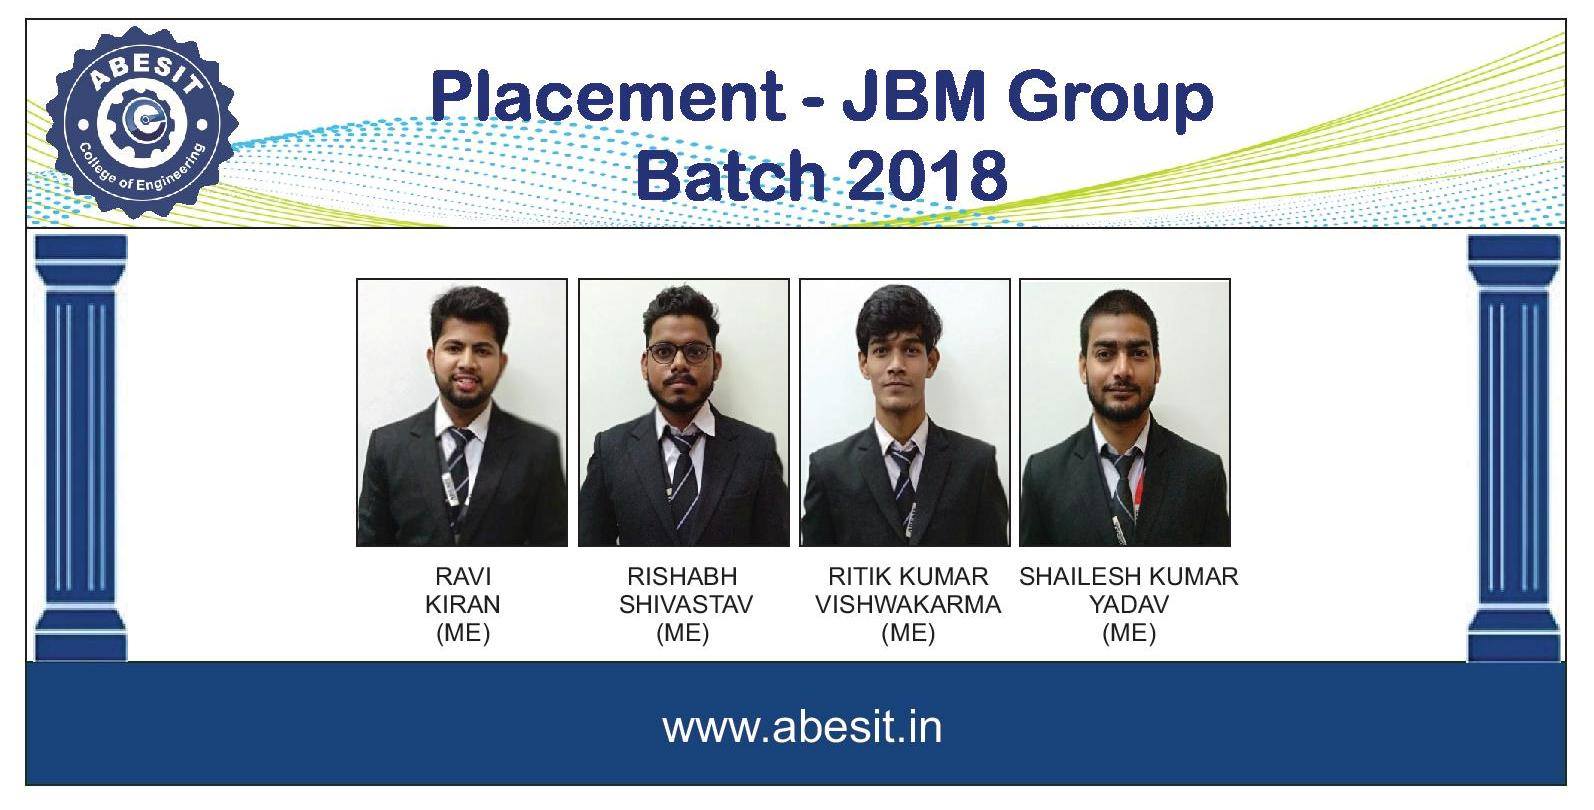 ABESIT
College of Engineering
Placement - JBM Group
Batch 2018
RAVI
KIRAN
(ME)
RISHABH
SHIVASTAV
(ME)
RITIK KUMAR
VISHWAKARMA
(ME)
SHAILESH KUMAR
YADAV
(ME)
www.abesit.in